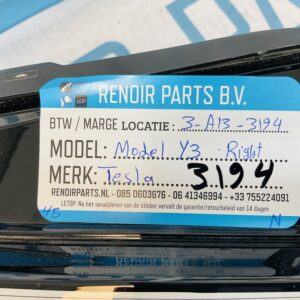 RENOIR PARTS B.V.
BTW / MARGE LOCATIE : 3-A13-3194
MODEL: Model Y3 Right
MERK: Tesla 3194
RENOIRPARTS.NL - 085 0603676 - 06 41346994 - +33 755224091
LETOP: Na het verwijderen van de sticker vervalt de garantie/retourbeleid van 14 dagen
45 N